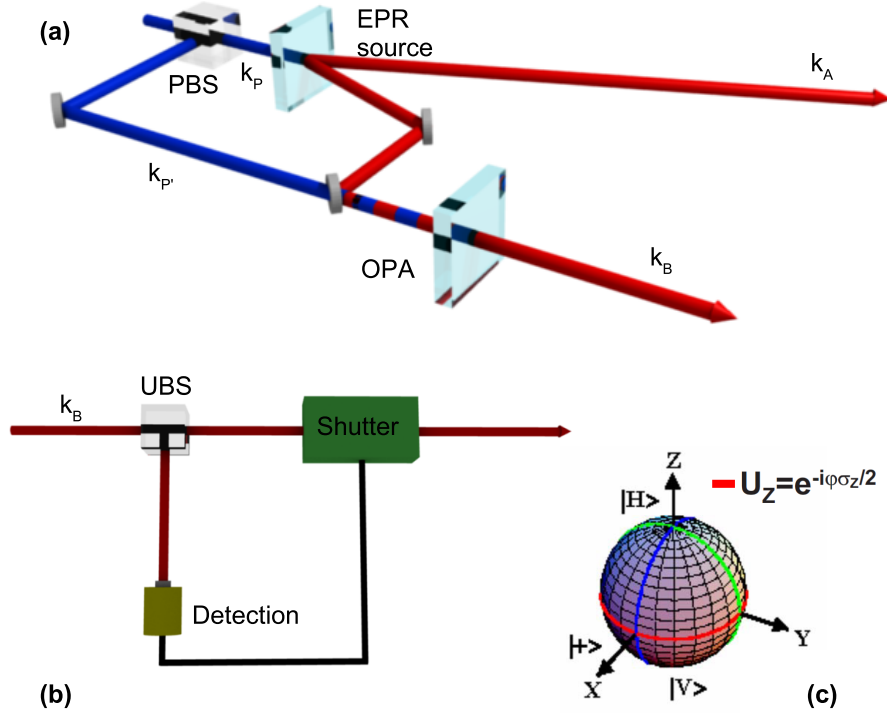 (a)
PBS
k_P
EPR
source
k_A
k_P'
OPA
k_B
(b)
k_B
UBS
Shutter
Detection
(c)
Z
|H>
U_Z=e^-iφσ_Z/2
Y
|+>
X
|V>